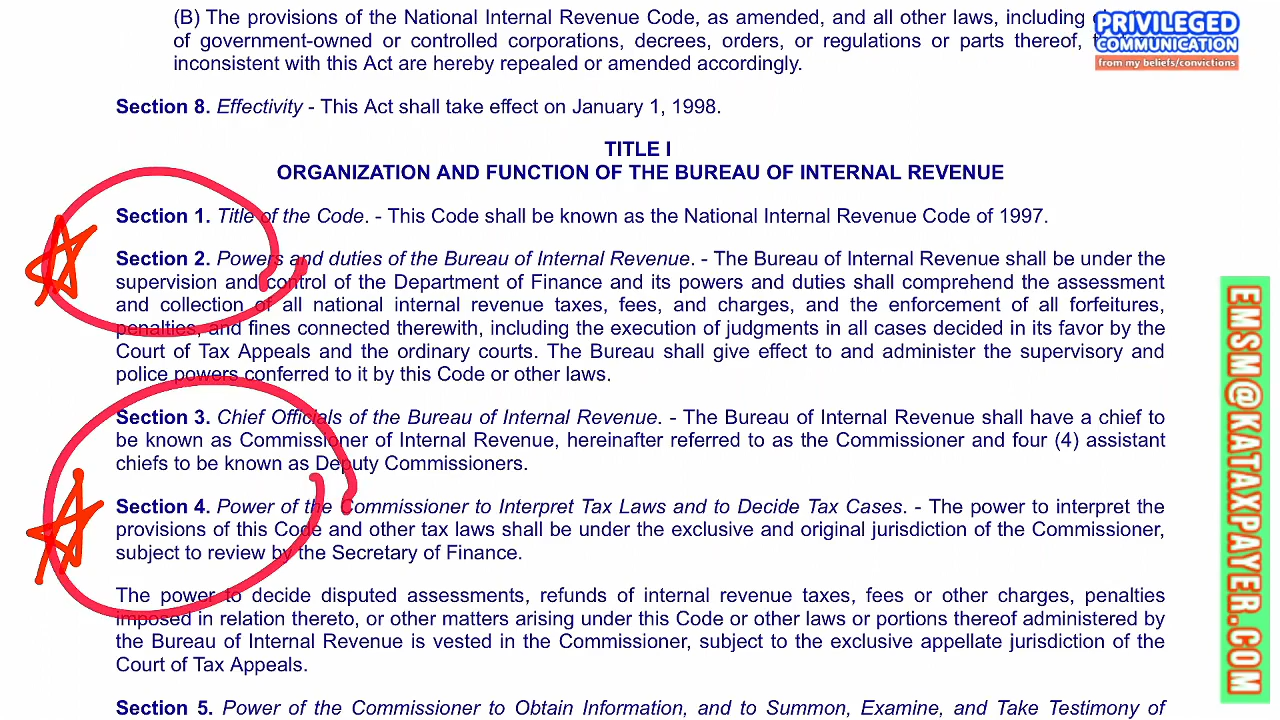 (B) The provisions of the National Internal Revenue Code, as amended, and all other laws, including
of government-owned or controlled corporations, decrees, orders, or regulations or parts thereof,
inconsistent with this Act are hereby repealed or amended accordingly.
PRIVILEGED
COMMUNICATION
from my beliefs/convictions
Section 8. Effectivity - This Act shall take effect on January 1, 1998.
TITLE I
ORGANIZATION AND FUNCTION OF THE BUREAU OF INTERNAL REVENUE
Section 1. Title of the Code. - This Code shall be known as the National Internal Revenue Code of 1997.
Section 2. Powers and duties of the Bureau of Internal Revenue. - The Bureau of Internal Revenue shall be under the
supervision and control of the Department of Finance and its powers and duties shall comprehend the assessment
and collection of all national internal revenue taxes, fees, and charges, and the enforcement of all forfeitures,
penalties, and fines connected therewith, including the execution of judgments in all cases decided in its favor by the
Court of Tax Appeals and the ordinary courts. The Bureau shall give effect to and administer the supervisory and
police powers conferred to it by this Code or other laws.
Section 3. Chief Officials of the Bureau of Internal Revenue. - The Bureau of Internal Revenue shall have a chief to
be known as Commissioner of Internal Revenue, hereinafter referred to as the Commissioner and four (4) assistant
chiefs to be known as Deputy Commissioners.
Section 4. Power of the Commissioner to Interpret Tax Laws and to Decide Tax Cases. - The power to interpret the
provisions of this Code and other tax laws shall be under the exclusive and original jurisdiction of the Commissioner,
subject to review by the Secretary of Finance.
The power to decide disputed assessments, refunds of internal revenue taxes, fees or other charges, penalties
imposed in relation thereto, or other matters arising under this Code or other laws or portions thereof administered by
the Bureau of Internal Revenue is vested in the Commissioner, subject to the exclusive appellate jurisdiction of the
Court of Tax Appeals.
Section 5. Power of the Commissioner to Obtain Information, and to Summon, Examine, and Take Testimony of
EMSM@KATAXPAYER.COM